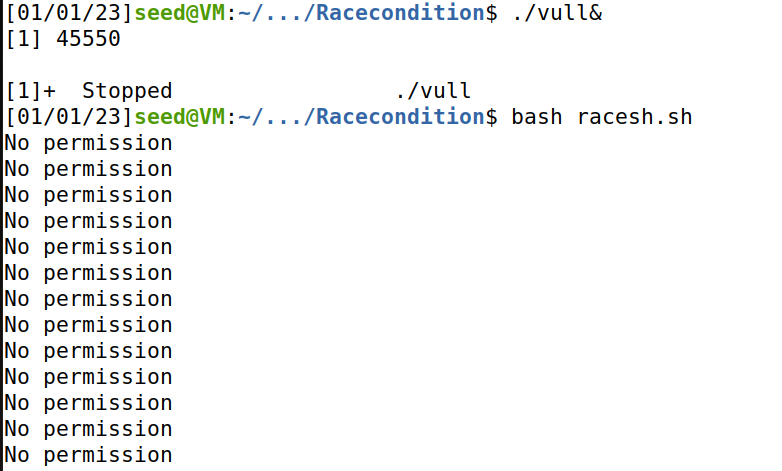 [01/01/23]seed@VM:~/.../Racecondition$ ./vull&
[1] 45550
[1]+  Stopped                 ./vull
[01/01/23]seed@VM:~/.../Racecondition$ bash racesh.sh
No permission
No permission
No permission
No permission
No permission
No permission
No permission
No permission
No permission
No permission
No permission
No permission
No permission